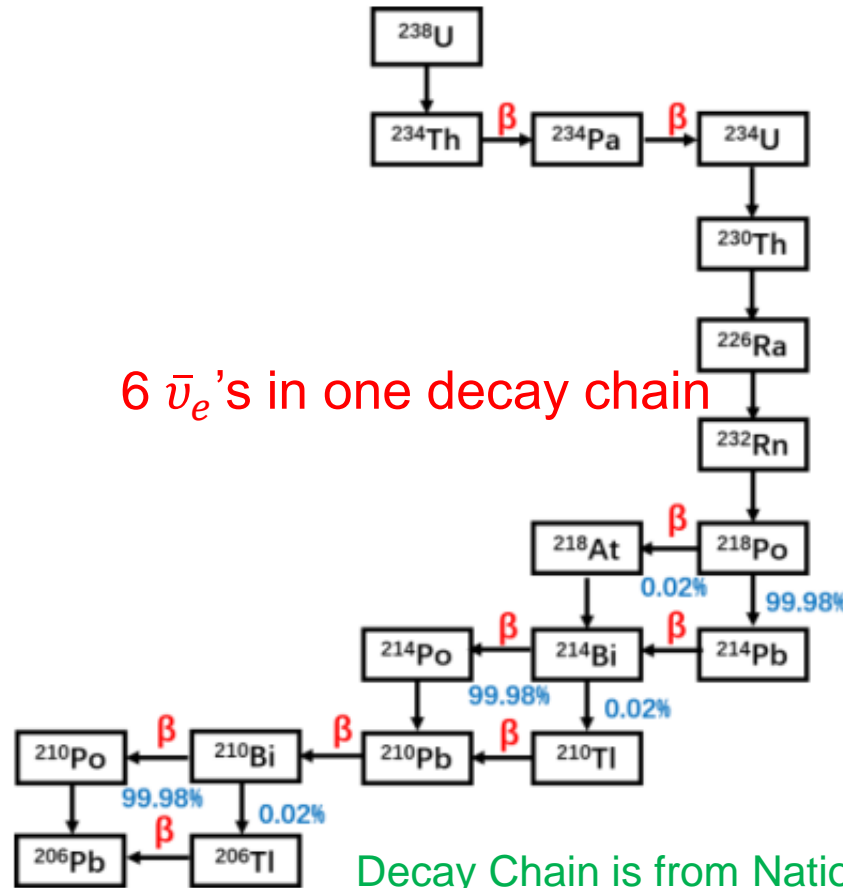 ²³⁸U
²³⁴Th β ²³⁴Pa β ²³⁴U
²³⁰Th
²²⁶Ra
6 ῡₑ's in one decay chain
²³²Rn
²¹⁸At β ²¹⁸Po
0.02% 99.98%
²¹⁴Po β ²¹⁴Bi β ²¹⁴Pb
99.98% 0.02%
²¹⁰Po β ²¹⁰Bi β ²¹⁰Pb β ²¹⁰Tl
99.98% 0.02%
²⁰⁶Pb β ²⁰⁶Tl
Decay Chain is from Natio